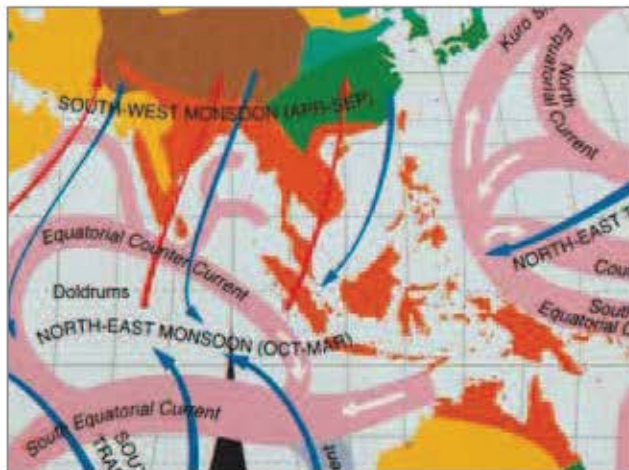 Kuro S
North
Equatorial
Current
SOUTH-WEST MONSOON (APR-SEP)
NORTH-EAST T
Equatorial Counter Current
Cou
Doldrums
South
Equatorial C
NORTH-EAST MONSOON (OCT-MAR)
South Equatorial Current
SOUT
TRA
ent